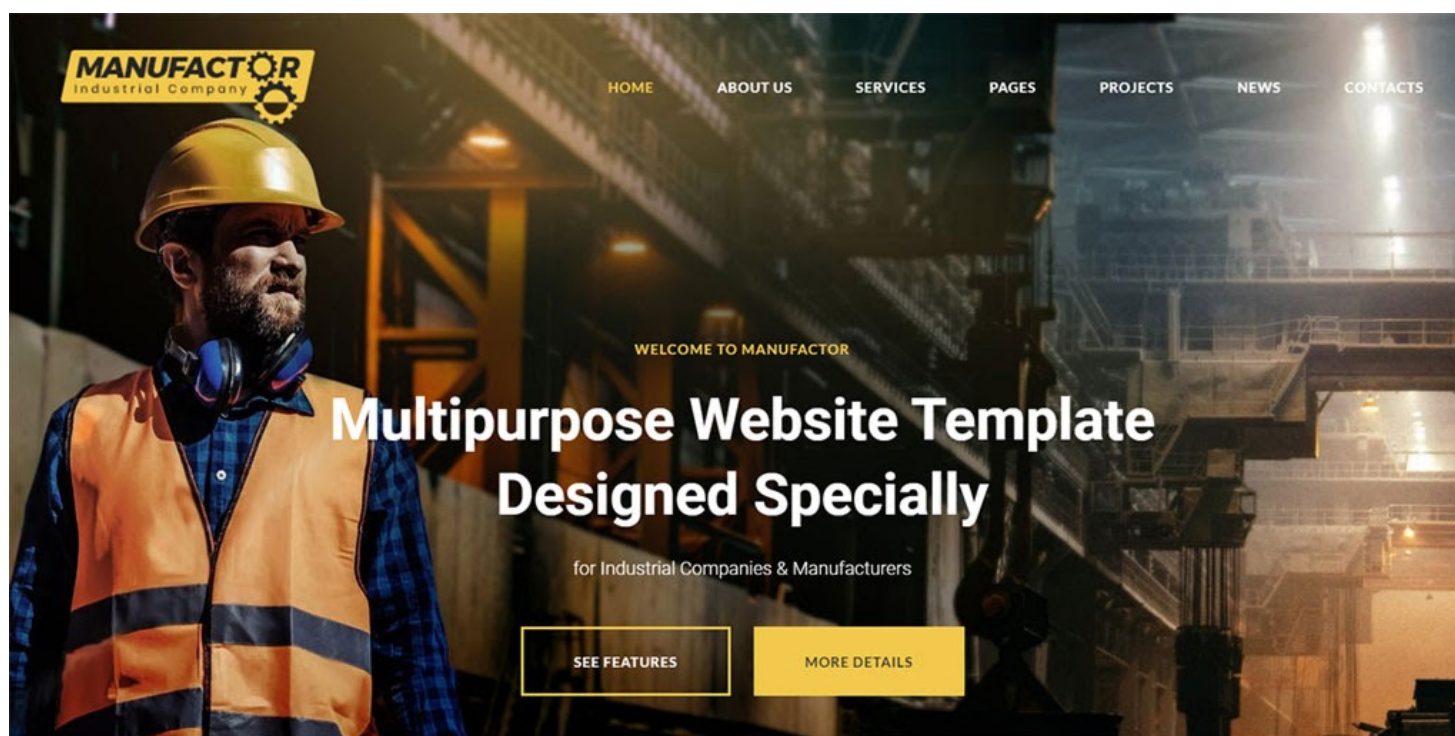 MANUFACTOR
Industrial Company
HOME ABOUT US SERVICES PAGES PROJECTS NEWS CONTACTS
WELCOME TO MANUFACTOR
Multipurpose Website Template
Designed Specially
for Industrial Companies & Manufacturers
SEE FEATURES MORE DETAILS